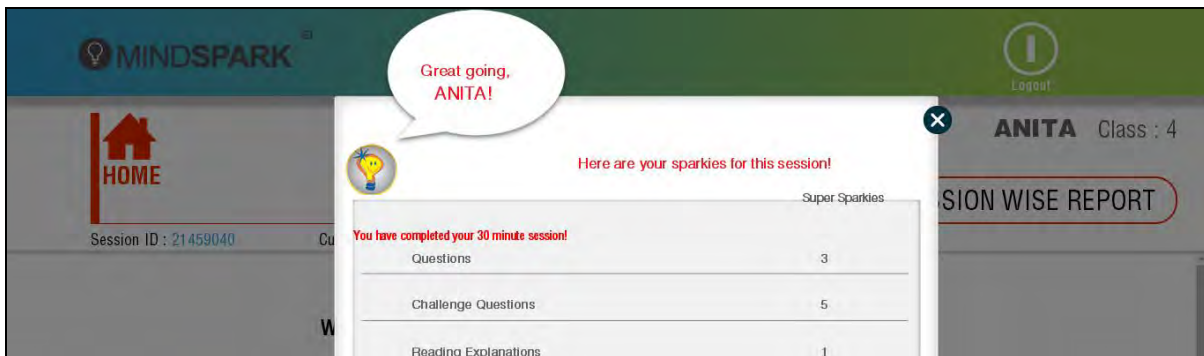 MINDSPARK
Great going,
ANITA!
Logout
ANITA Class : 4
HOME
Here are your sparkies for this session!
Super Sparkies
SION WISE REPORT
Session ID : 21459040 Cu
You have completed your 30 minute session!
Questions 3
Challenge Questions 5
W
Reading Explanations 1